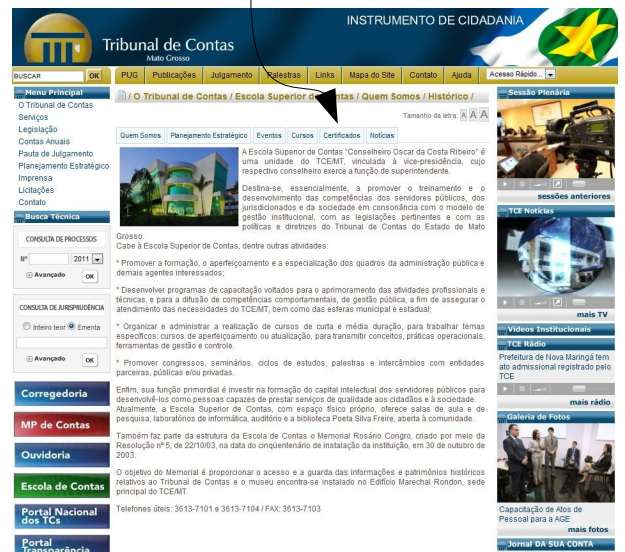 INSTRUMENTO DE CIDADANIA
Tribunal de Contas
Mato Grosso
BUSCAR OK PUG Publicações Julgamento Palestras Links Mapa do Site Contato Ajuda Acesso Rápido...
Menu Principal
O Tribunal de Contas
Serviços
Legislação
Contas Anuais
Pauta de Julgamento
Planejamento Estratégico
Imprensa
Licitações
Contato
Busca Técnica
CONSULTA DE PROCESSOS
Nº 2011
Avançado OK
CONSULTA DE JURISPRUDÊNCIA
Inteiro teor Ementa
Avançado OK
Corregedoria
MP de Contas
Ouvidoria
Escola de Contas
Portal Nacional
dos TCs
Portal
Transparência
/ O Tribunal de Contas / Escola Superior de Contas / Quem Somos / Histórico /
Tamanho da letra: A A A
Quem Somos Planejamento Estratégico Eventos Cursos Certificados Notícias
A Escola Superior de Contas "Conselheiro Oscar da Costa Ribeiro" é
uma unidade do TCE/MT, vinculada à vice-presidência, cujo
respectivo conselheiro exerce a função de superintendente.
Destina-se, essencialmente, a promover o treinamento e o
desenvolvimento das competências dos servidores públicos, dos
jurisdicionados e da sociedade em consonância com o modelo de
gestão institucional, com as legislações pertinentes e com as
políticas e diretrizes do Tribunal de Contas do Estado de Mato
Grosso.
Cabe à Escola Superior de Contas, dentre outras atividades:
* Promover a formação, o aperfeiçoamento e a especialização dos quadros da administração pública e
demais agentes interessados;
* Desenvolver programas de capacitação voltados para o aprimoramento das atividades profissionais e
técnicas, e para a difusão de competências comportamentais, de gestão pública, a fim de assegurar o
atendimento das necessidades do TCE/MT, bem como das esferas municipal e estadual;
* Organizar e administrar a realização de cursos de curta e média duração, para trabalhar temas
específicos; cursos de aperfeiçoamento ou atualização, para transmitir conceitos, práticas operacionais,
ferramentas de gestão e controle.
* Promover congressos, seminários, ciclos de estudos, palestras e intercâmbios com entidades
parceiras, públicas e/ou privadas.
Enfim, sua função primordial é investir na formação do capital intelectual dos servidores públicos para
desenvolvê-los como pessoas capazes de prestar serviços de qualidade aos cidadãos e à sociedade.
Atualmente, a Escola Superior de Contas, com espaço físico próprio, oferece salas de aula e de
pesquisa, laboratórios de informática, auditório e a biblioteca Poeta Silva Freire, aberta à comunidade.
Também faz parte da estrutura da Escola de Contas o Memorial Rosário Congro, criado por meio da
Resolução nº 5, de 22/10/03, na data do cinqüentenário de instalação da instituição, em 30 de outubro de
2003.
O objetivo do Memorial é proporcionar o acesso e a guarda das informações e patrimônios históricos
relativos ao Tribunal de Contas e o museu encontra-se instalado no Edifício Marechal Rondon, sede
principal do TCE/MT.
Telefones úteis: 3613-7101 e 3613-7104 / FAX: 3613-7103
Sessão Plenária
sessões anteriores
TCE Notícias
mais TV
Videos Institucionais
TCE Rádio
Prefeitura de Nova Maringá tem
ato admissional registrado pelo
TCE
mais rádio
Galeria de Fotos
Capacitação de Atos de
Pessoal para a AGE
mais fotos
Jornal DA SUA CONTA